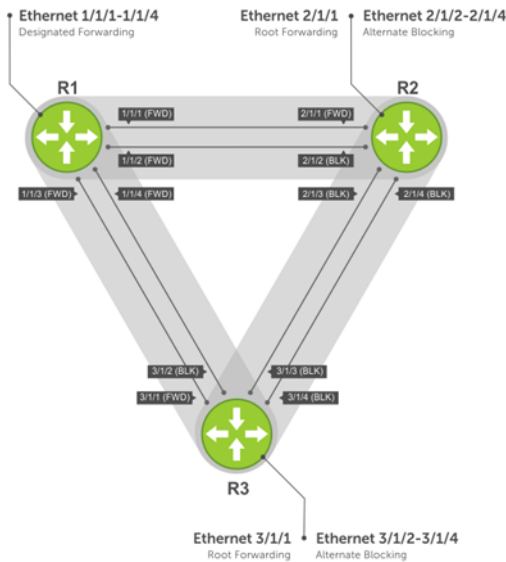 Ethernet 1/1/1-1/1/4
Designated Forwarding
Ethernet 2/1/1
Root Forwarding
Ethernet 2/1/2-2/1/4
Alternate Blocking
R1
R2
1/1/1 (FWD)
2/1/1 (FWD)
1/1/2 (FWD)
2/1/2 (BLK)
1/1/3 (FWD)
1/1/4 (FWD)
2/1/3 (BLK)
2/1/4 (BLK)
3/1/2 (BLK)
3/1/3 (BLK)
3/1/1 (FWD)
3/1/4 (BLK)
R3
Ethernet 3/1/1
Root Forwarding
Ethernet 3/1/2-3/1/4
Alternate Blocking